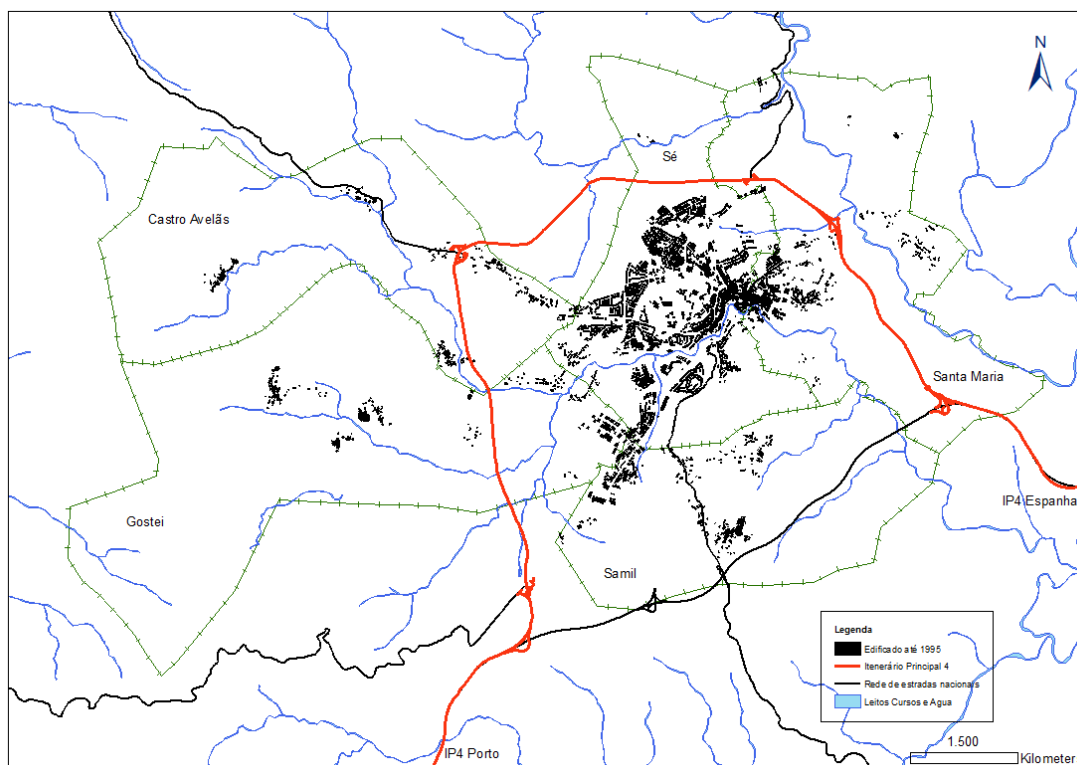 N
Sé
Castro Avelãs
Santa Maria
IP4 Espanha
Gostei
Samil
Legenda
Edificado até 1995
Itenerário Principal 4
Rede de estradas nacionais
Leitos Cursos e Agua
1.500
Kilometer
IP4 Porto